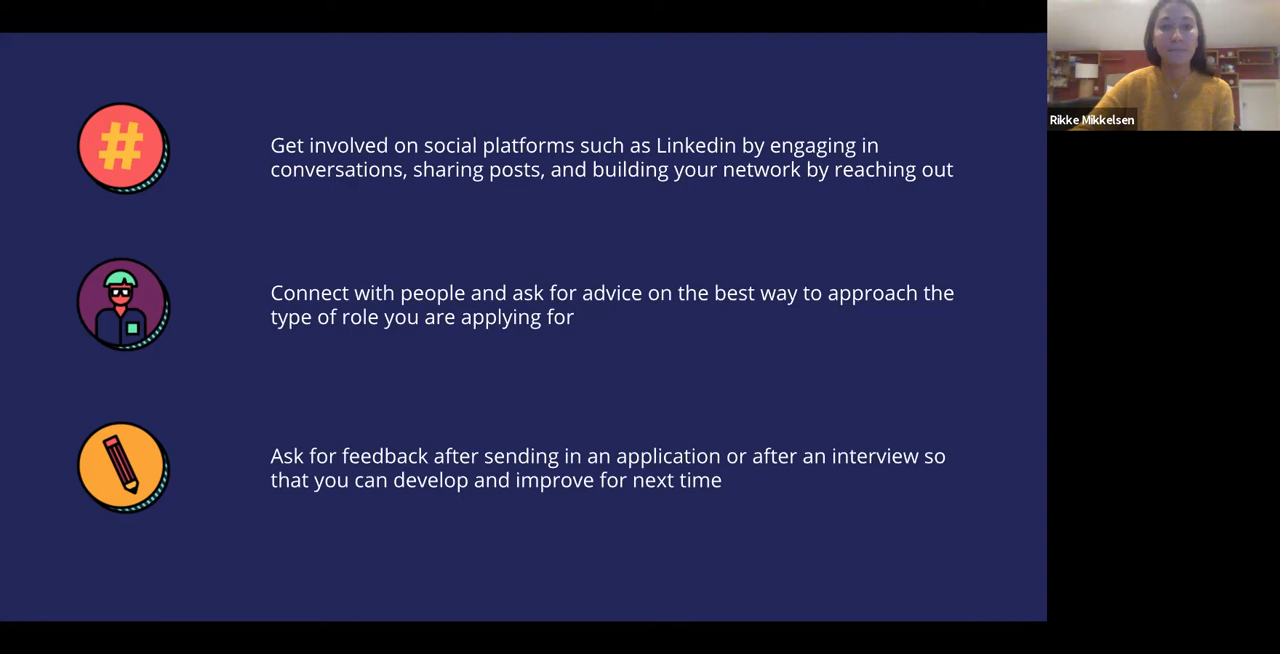 Get involved on social platforms such as Linkedin by engaging in
conversations, sharing posts, and building your network by reaching out
Connect with people and ask for advice on the best way to approach the
type of role you are applying for
Ask for feedback after sending in an application or after an interview so
that you can develop and improve for next time
Rikke Mikkelsen
#